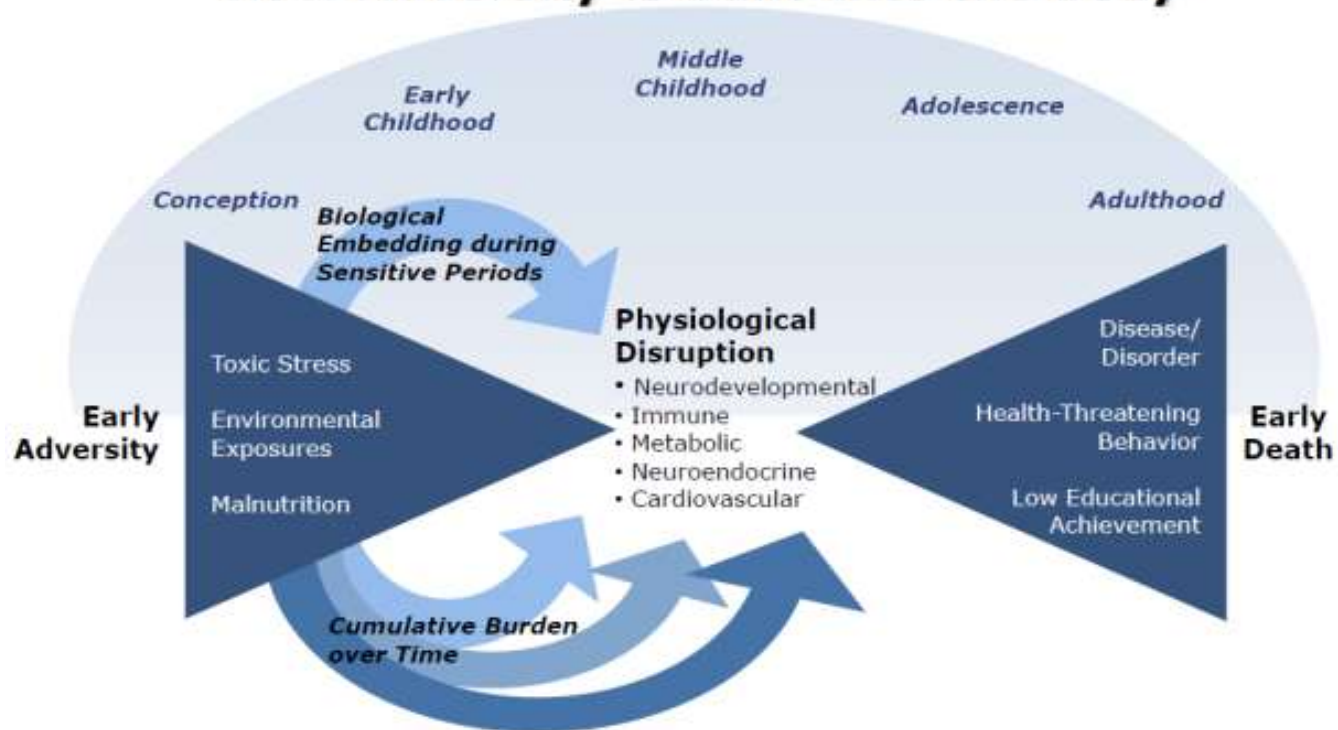 Middle
Childhood
Early
Childhood
Adolescence
Conception
Adulthood
Biological
Embedding during
Sensitive Periods
Physiological
Disruption
• Neurodevelopmental
• Immune
• Metabolic
• Neuroendocrine
• Cardiovascular
Toxic Stress
Environmental
Exposures
Malnutrition
Early
Adversity
Disease/
Disorder
Health-Threatening
Behavior
Low Educational
Achievement
Early
Death
Cumulative Burden
over Time